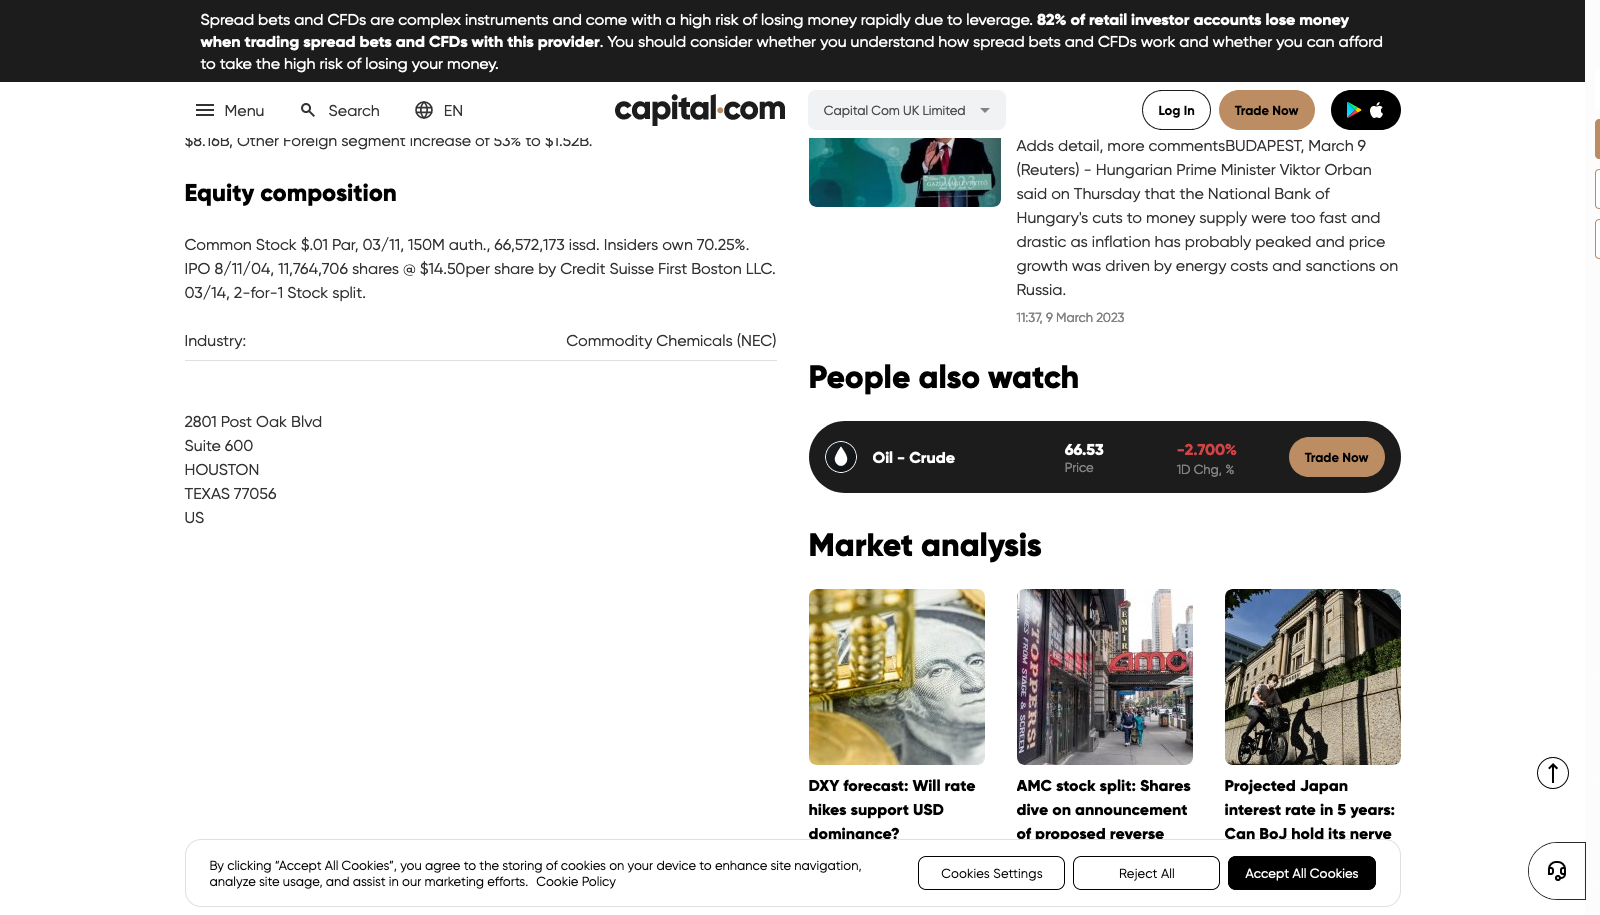 Spread bets and CFDs are complex instruments and come with a high risk of losing money rapidly due to leverage. 82% of retail investor accounts lose money
when trading spread bets and CFDs with this provider. You should consider whether you understand how spread bets and CFDs work and whether you can afford
to take the high risk of losing your money.
Menu
Search
EN
capital.com
Capital Com UK Limited
Log In
Trade Now
$8.16B, Other Foreign segment increase of 53% to $1.52B.
Equity composition
Common Stock $.01 Par, 03/11, 150M auth., 66,572,173 issd. Insiders own 70.25%.
IPO 8/11/04, 11,764,706 shares @ $14.50per share by Credit Suisse First Boston LLC.
03/14, 2-for-1 Stock split.
Industry:
Commodity Chemicals (NEC)
2801 Post Oak Blvd
Suite 600
HOUSTON
TEXAS 77056
US
Adds detail, more commentsBUDAPEST, March 9
(Reuters) - Hungarian Prime Minister Viktor Orban
said on Thursday that the National Bank of
Hungary's cuts to money supply were too fast and
drastic as inflation has probably peaked and price
growth was driven by energy costs and sanctions on
Russia.
11:37, 9 March 2023
People also watch
Oil - Crude
66.53
Price
-2.700%
1D Chg, %
Trade Now
Market analysis
EMPIRE
TOPPERS!
FROM STAGE & SCREEN
amc
DXY forecast: Will rate
hikes support USD
dominance?
AMC stock split: Shares
dive on announcement
of proposed reverse
Projected Japan
interest rate in 5 years:
Can BoJ hold its nerve
By clicking “Accept All Cookies”, you agree to the storing of cookies on your device to enhance site navigation,
analyze site usage, and assist in our marketing efforts. Cookie Policy
Cookies Settings
Reject All
Accept All Cookies